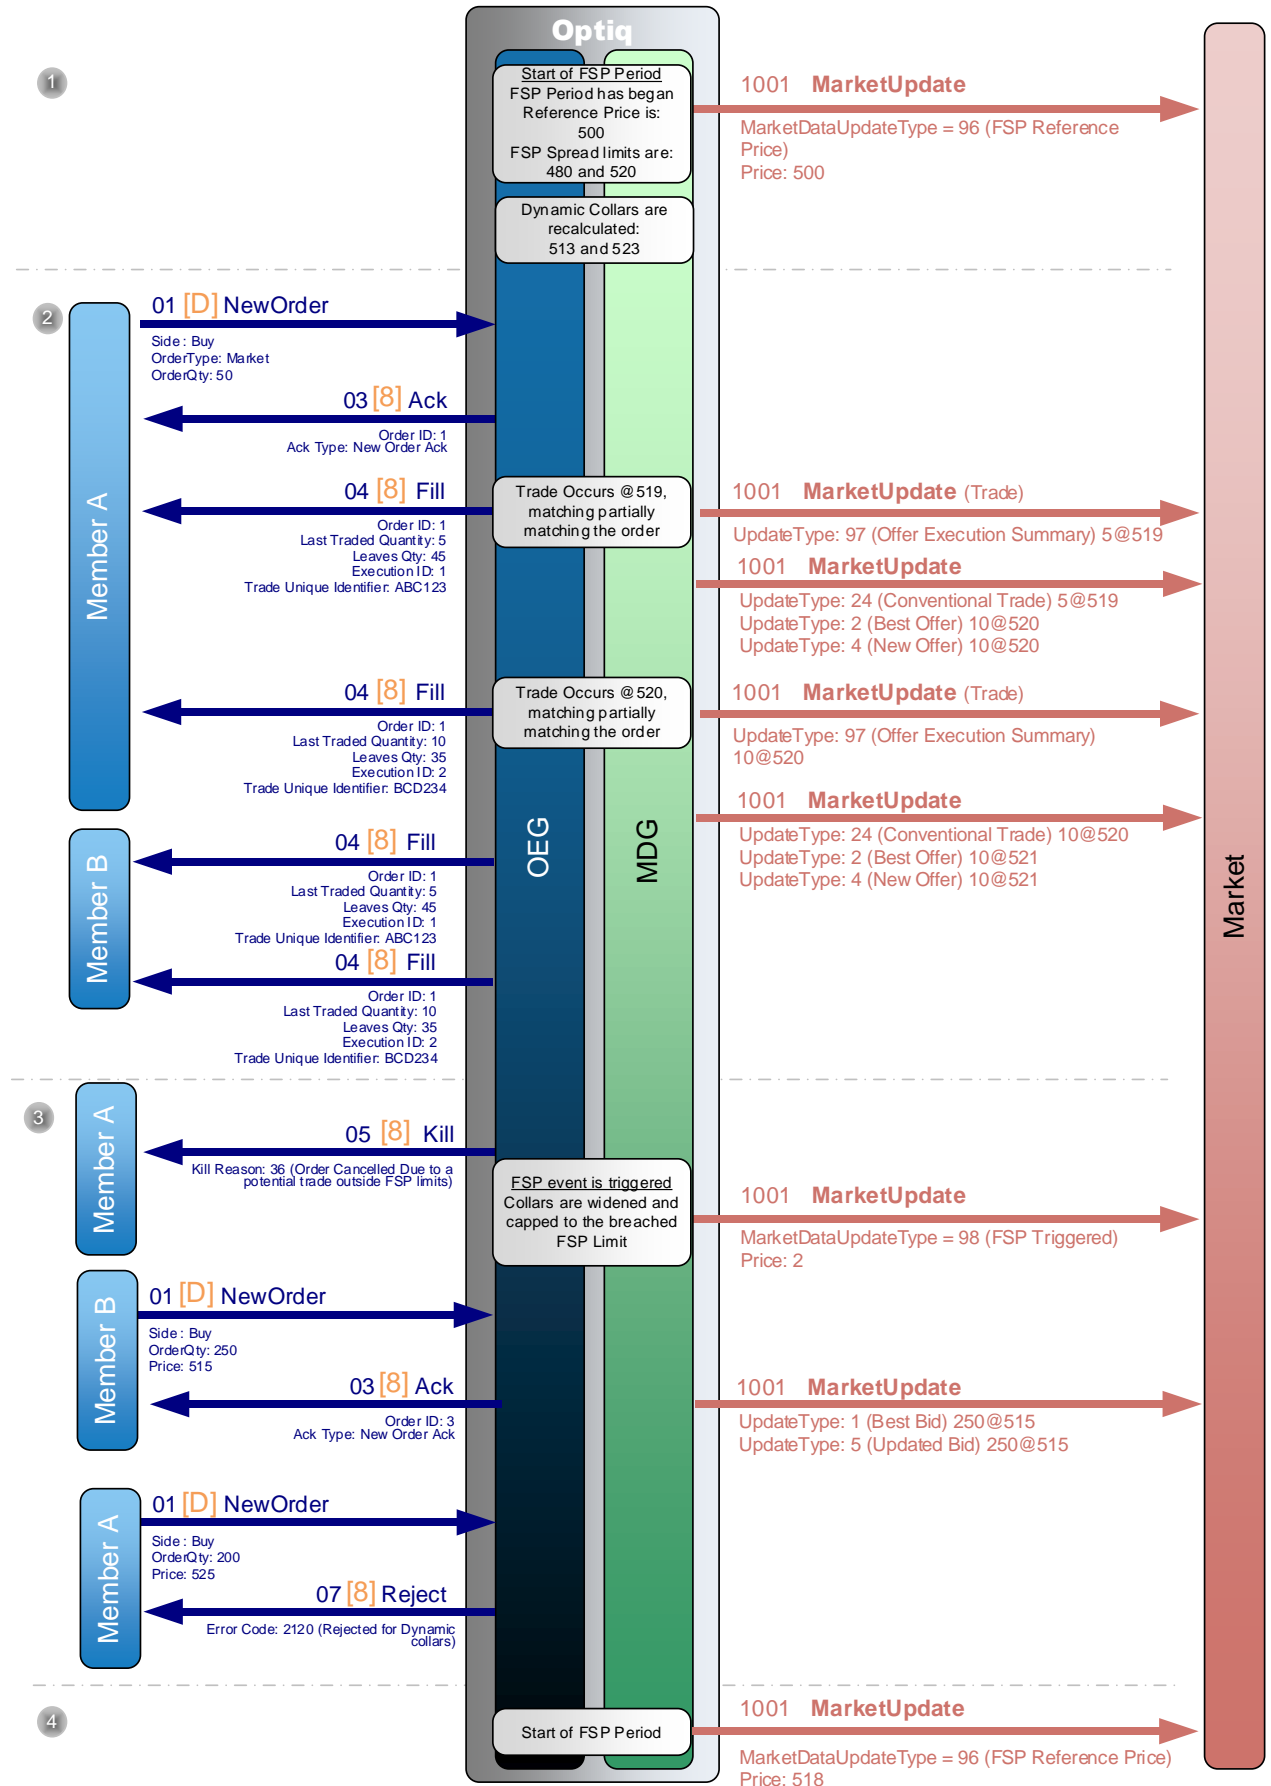 Optiq
1
Start of FSP Period
FSP Period has began
Reference Price is:
500
FSP Spread limits are:
480 and 520
1001 MarketUpdate
MarketDataUpdateType = 96 (FSP Reference
Price)
Price: 500
Dynamic Collars are
recalculated:
513 and 523
2
Member A
01 [D] NewOrder
Side : Buy
OrderType: Market
OrderQty: 50
03 [8] Ack
Order ID: 1
Ack Type: New Order Ack
04 [8] Fill
Order ID: 1
Last Traded Quantity: 5
Leaves Qty: 45
Execution ID: 1
Trade Unique Identifier: ABC123
Trade Occurs @519,
matching partially
matching the order
1001 MarketUpdate (Trade)
UpdateType: 97 (Offer Execution Summary) 5@519
1001 MarketUpdate
UpdateType: 24 (Conventional Trade) 5@519
UpdateType: 2 (Best Offer) 10@520
UpdateType: 4 (New Offer) 10@520
04 [8] Fill
Order ID: 1
Last Traded Quantity: 10
Leaves Qty: 35
Execution ID: 2
Trade Unique Identifier: BCD234
Trade Occurs @520,
matching partially
matching the order
1001 MarketUpdate (Trade)
UpdateType: 97 (Offer Execution Summary)
10@520
1001 MarketUpdate
UpdateType: 24 (Conventional Trade) 10@520
UpdateType: 2 (Best Offer) 10@521
UpdateType: 4 (New Offer) 10@521
Member B
04 [8] Fill
Order ID: 1
Last Traded Quantity: 5
Leaves Qty: 45
Execution ID: 1
Trade Unique Identifier: ABC123
04 [8] Fill
Order ID: 1
Last Traded Quantity: 10
Leaves Qty: 35
Execution ID: 2
Trade Unique Identifier: BCD234
OEG
MDG
Market
3
Member A
05 [8] Kill
Kill Reason: 36 (Order Cancelled Due to a
potential trade outside FSP limits)
FSP event is triggered
Collars are widened and
capped to the breached
FSP Limit
1001 MarketUpdate
MarketDataUpdateType = 98 (FSP Triggered)
Price: 2
Member B
01 [D] NewOrder
Side : Buy
OrderQty: 250
Price: 515
03 [8] Ack
Order ID: 3
Ack Type: New Order Ack
1001 MarketUpdate
UpdateType: 1 (Best Bid) 250@515
UpdateType: 5 (Updated Bid) 250@515
Member A
01 [D] NewOrder
Side : Buy
OrderQty: 200
Price: 525
07 [8] Reject
Error Code: 2120 (Rejected for Dynamic
collars)
4
Start of FSP Period
1001 MarketUpdate
MarketDataUpdateType = 96 (FSP Reference Price)
Price: 518